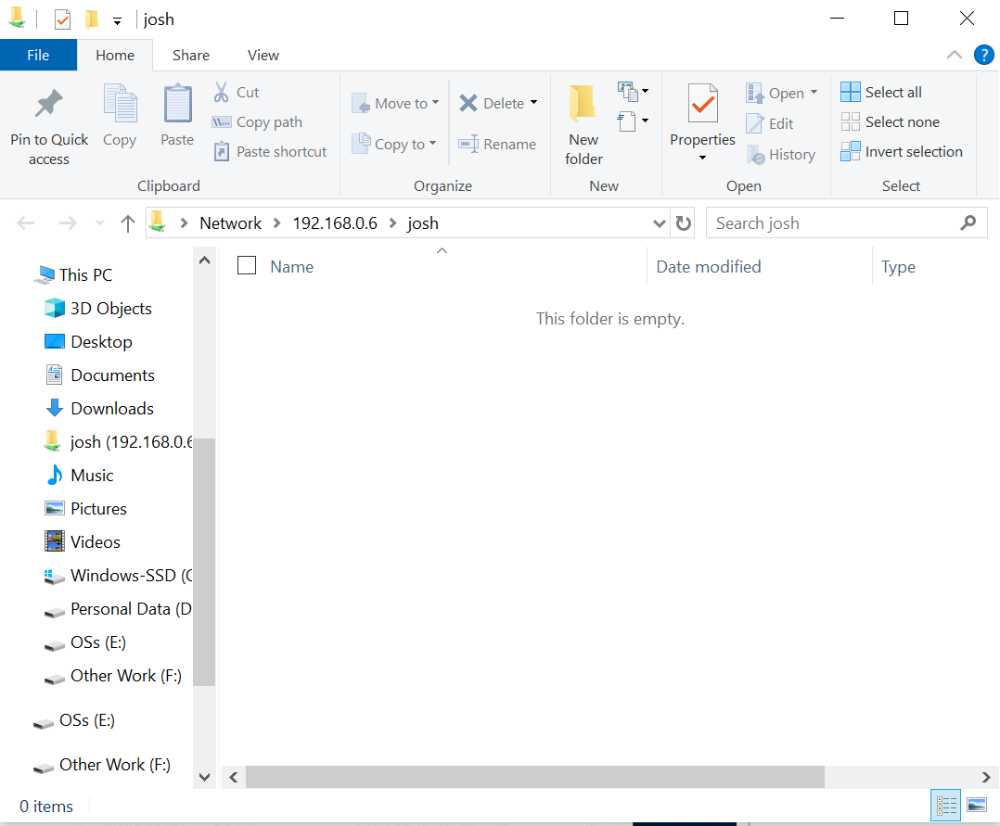 josh
File Home Share View
?
Pin to Quick access
Copy
Paste
Cut
Copy path
Paste shortcut
Clipboard
Move to
Copy to
Delete
Rename
Organize
New folder
New
Properties
Open
Edit
History
Open
Select all
Select none
Invert selection
Select
Network 192.168.0.6 josh
Search josh
Name Date modified Type
This folder is empty.
This PC
3D Objects
Desktop
Documents
Downloads
josh (192.168.0.6
Music
Pictures
Videos
Windows-SSD (C
Personal Data (D
OSs (E:)
Other Work (F:)
OSs (E:)
Other Work (F:)
0 items